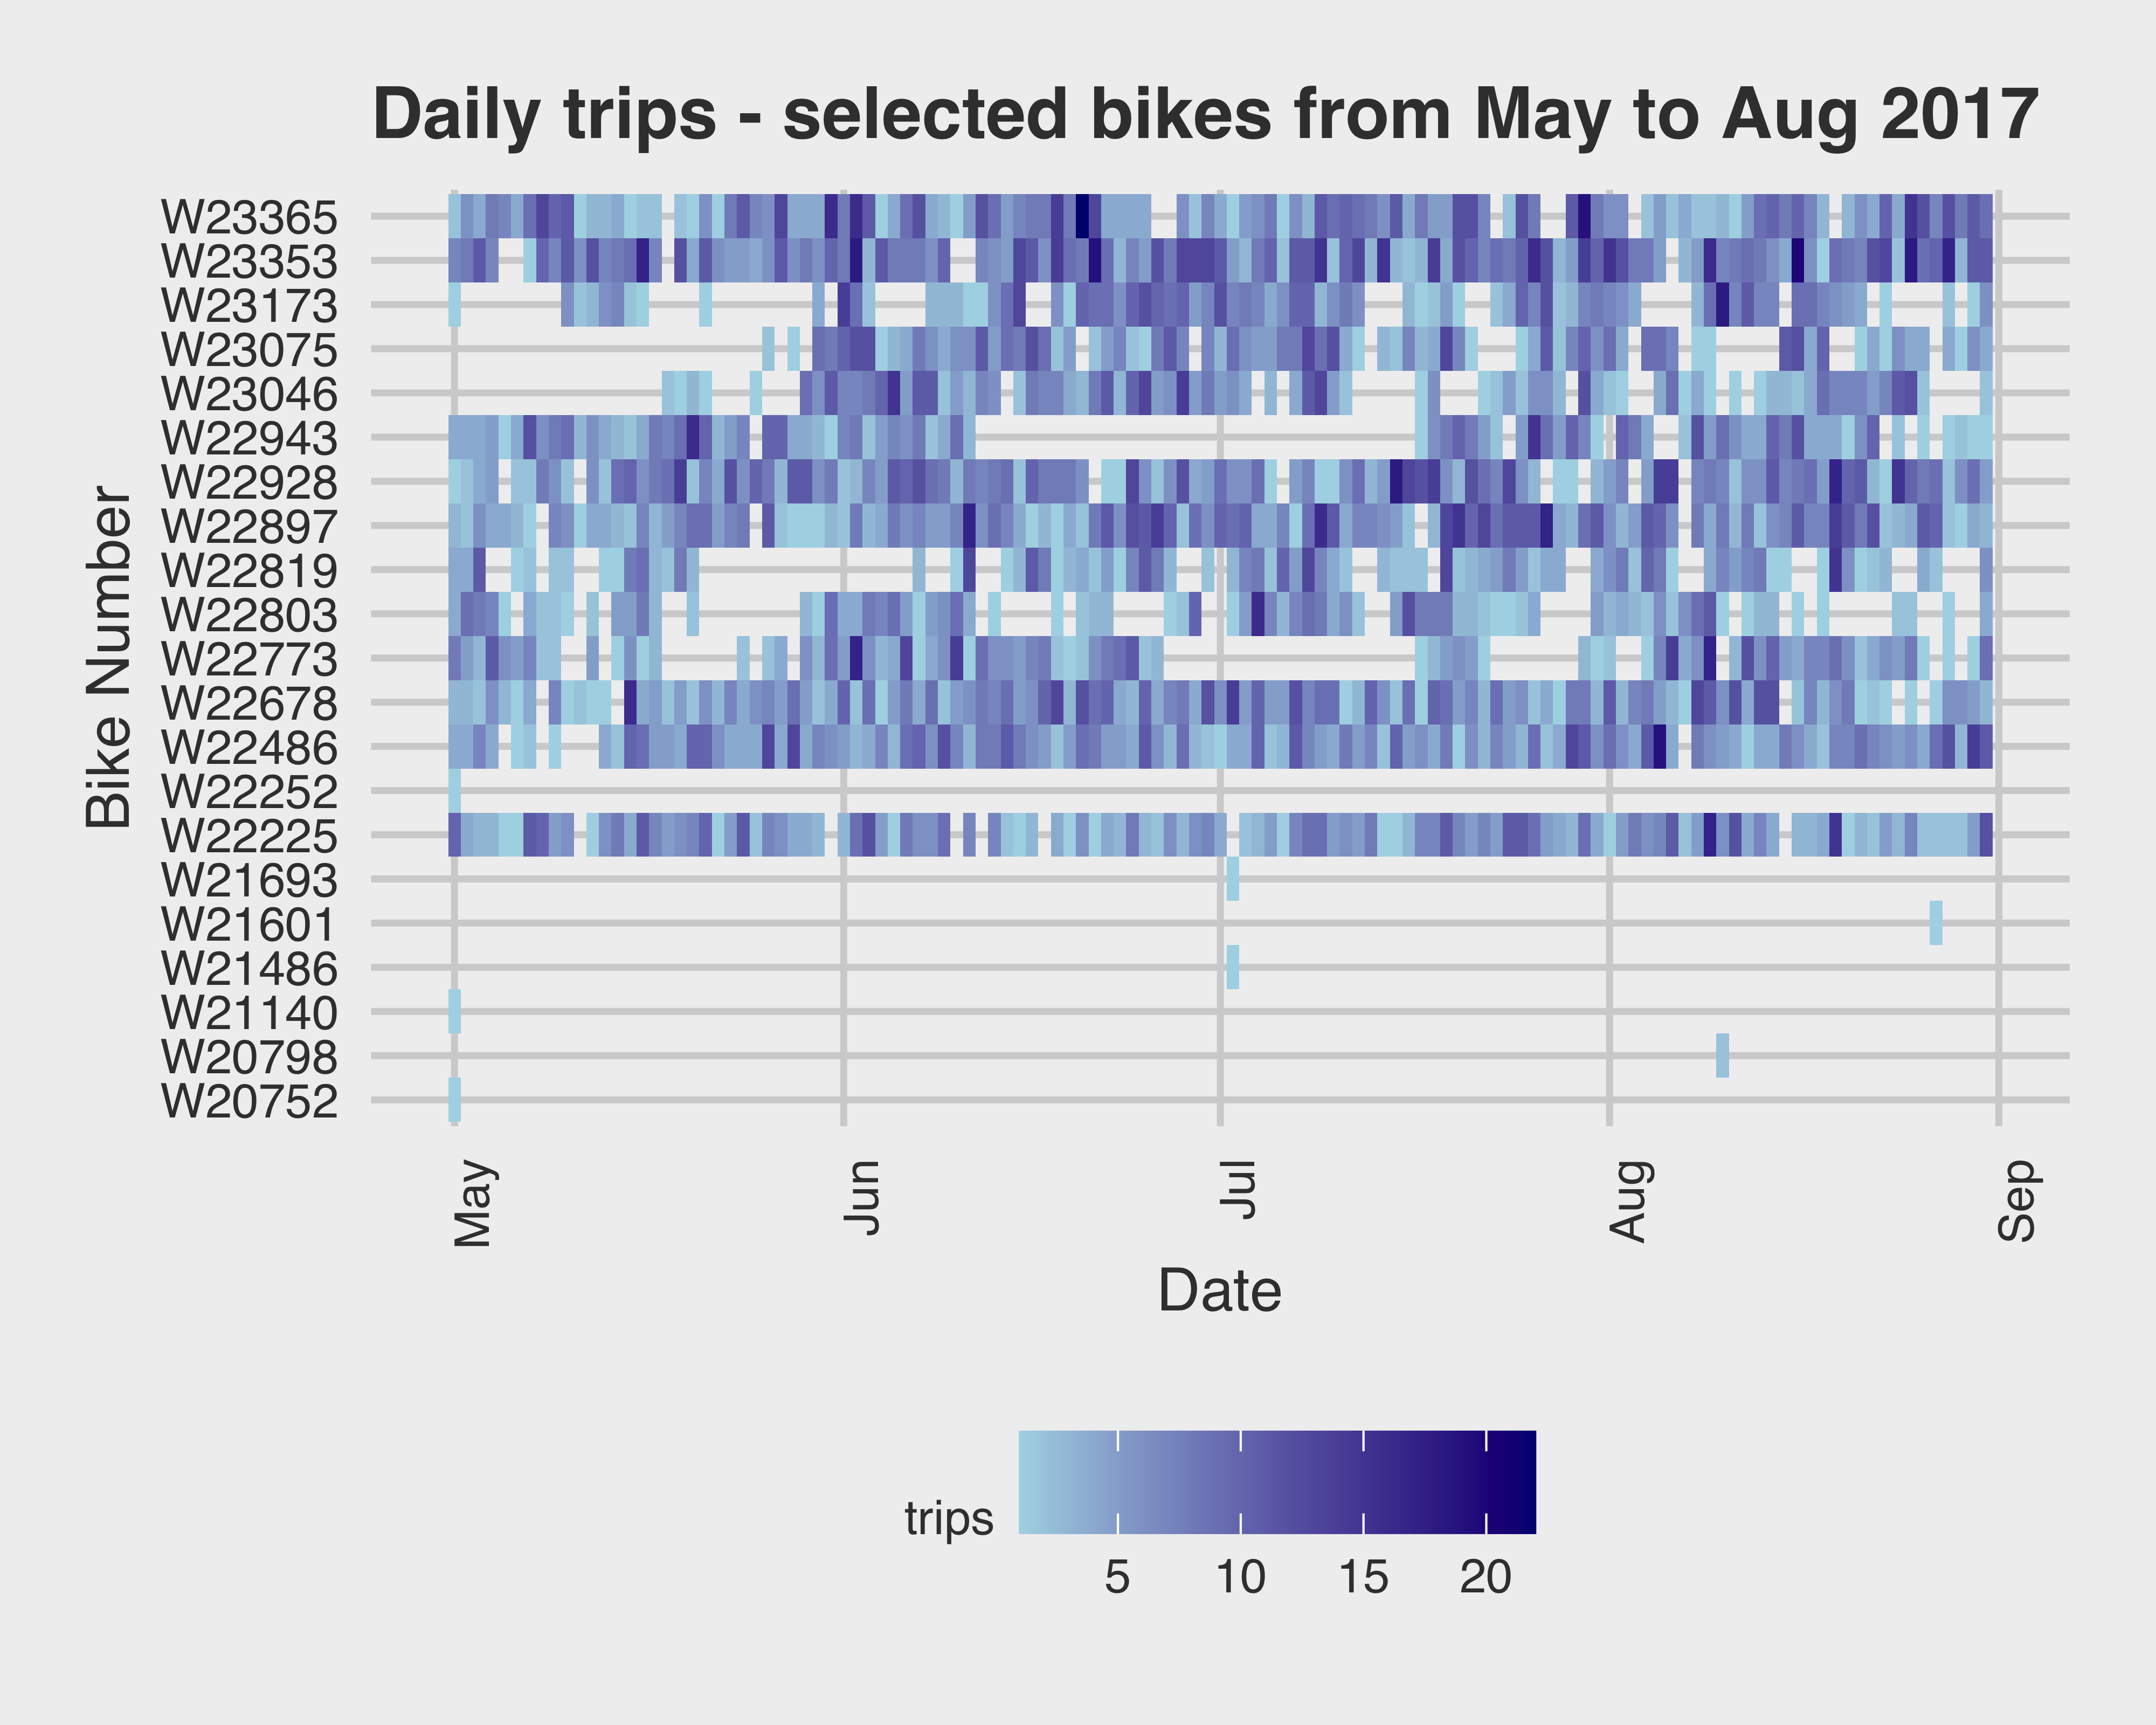 Daily trips - selected bikes from May to Aug 2017
W23365
W23353
W23173
W23075
W23046
W22943
W22928
W22897
W22819
W22803
W22773
W22678
W22486
W22252
W22225
W21693
W21601
W21486
W21140
W20798
W20752
Bike Number
May
Jun
Jul
Aug
Sep
Date
trips
5
10
15
20